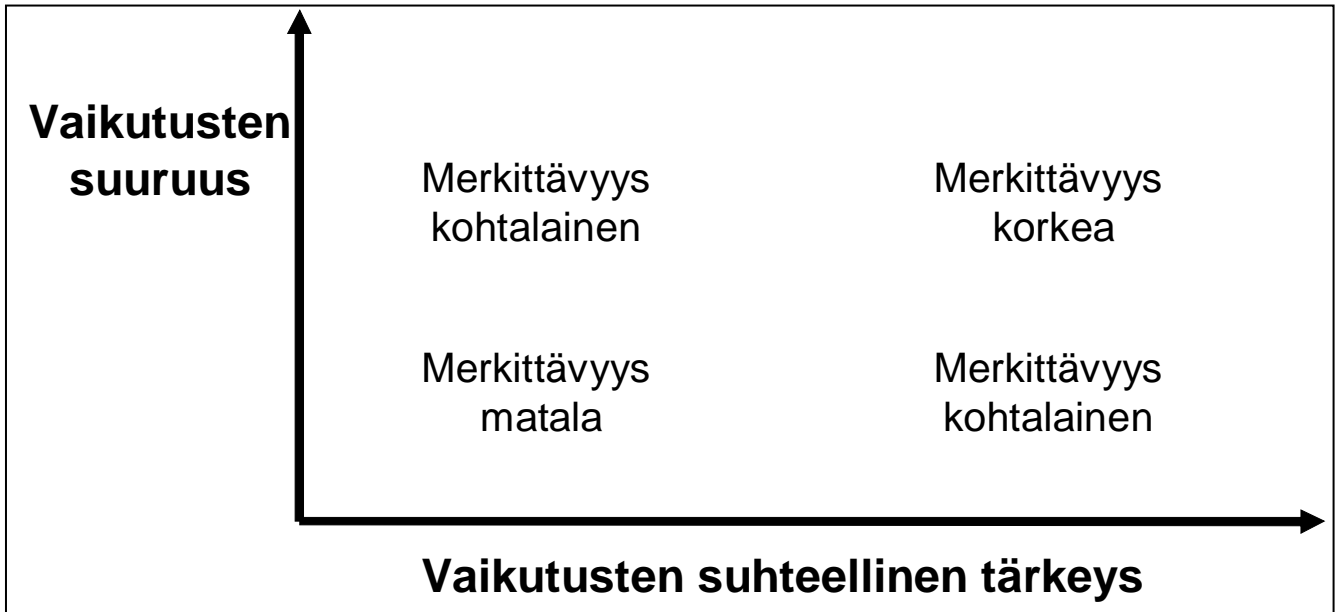 Vaikutusten
suuruus
Merkittävyys
kohtalainen
Merkittävyys
korkea
Merkittävyys
matala
Merkittävyys
kohtalainen
Vaikutusten suhteellinen tärkeys